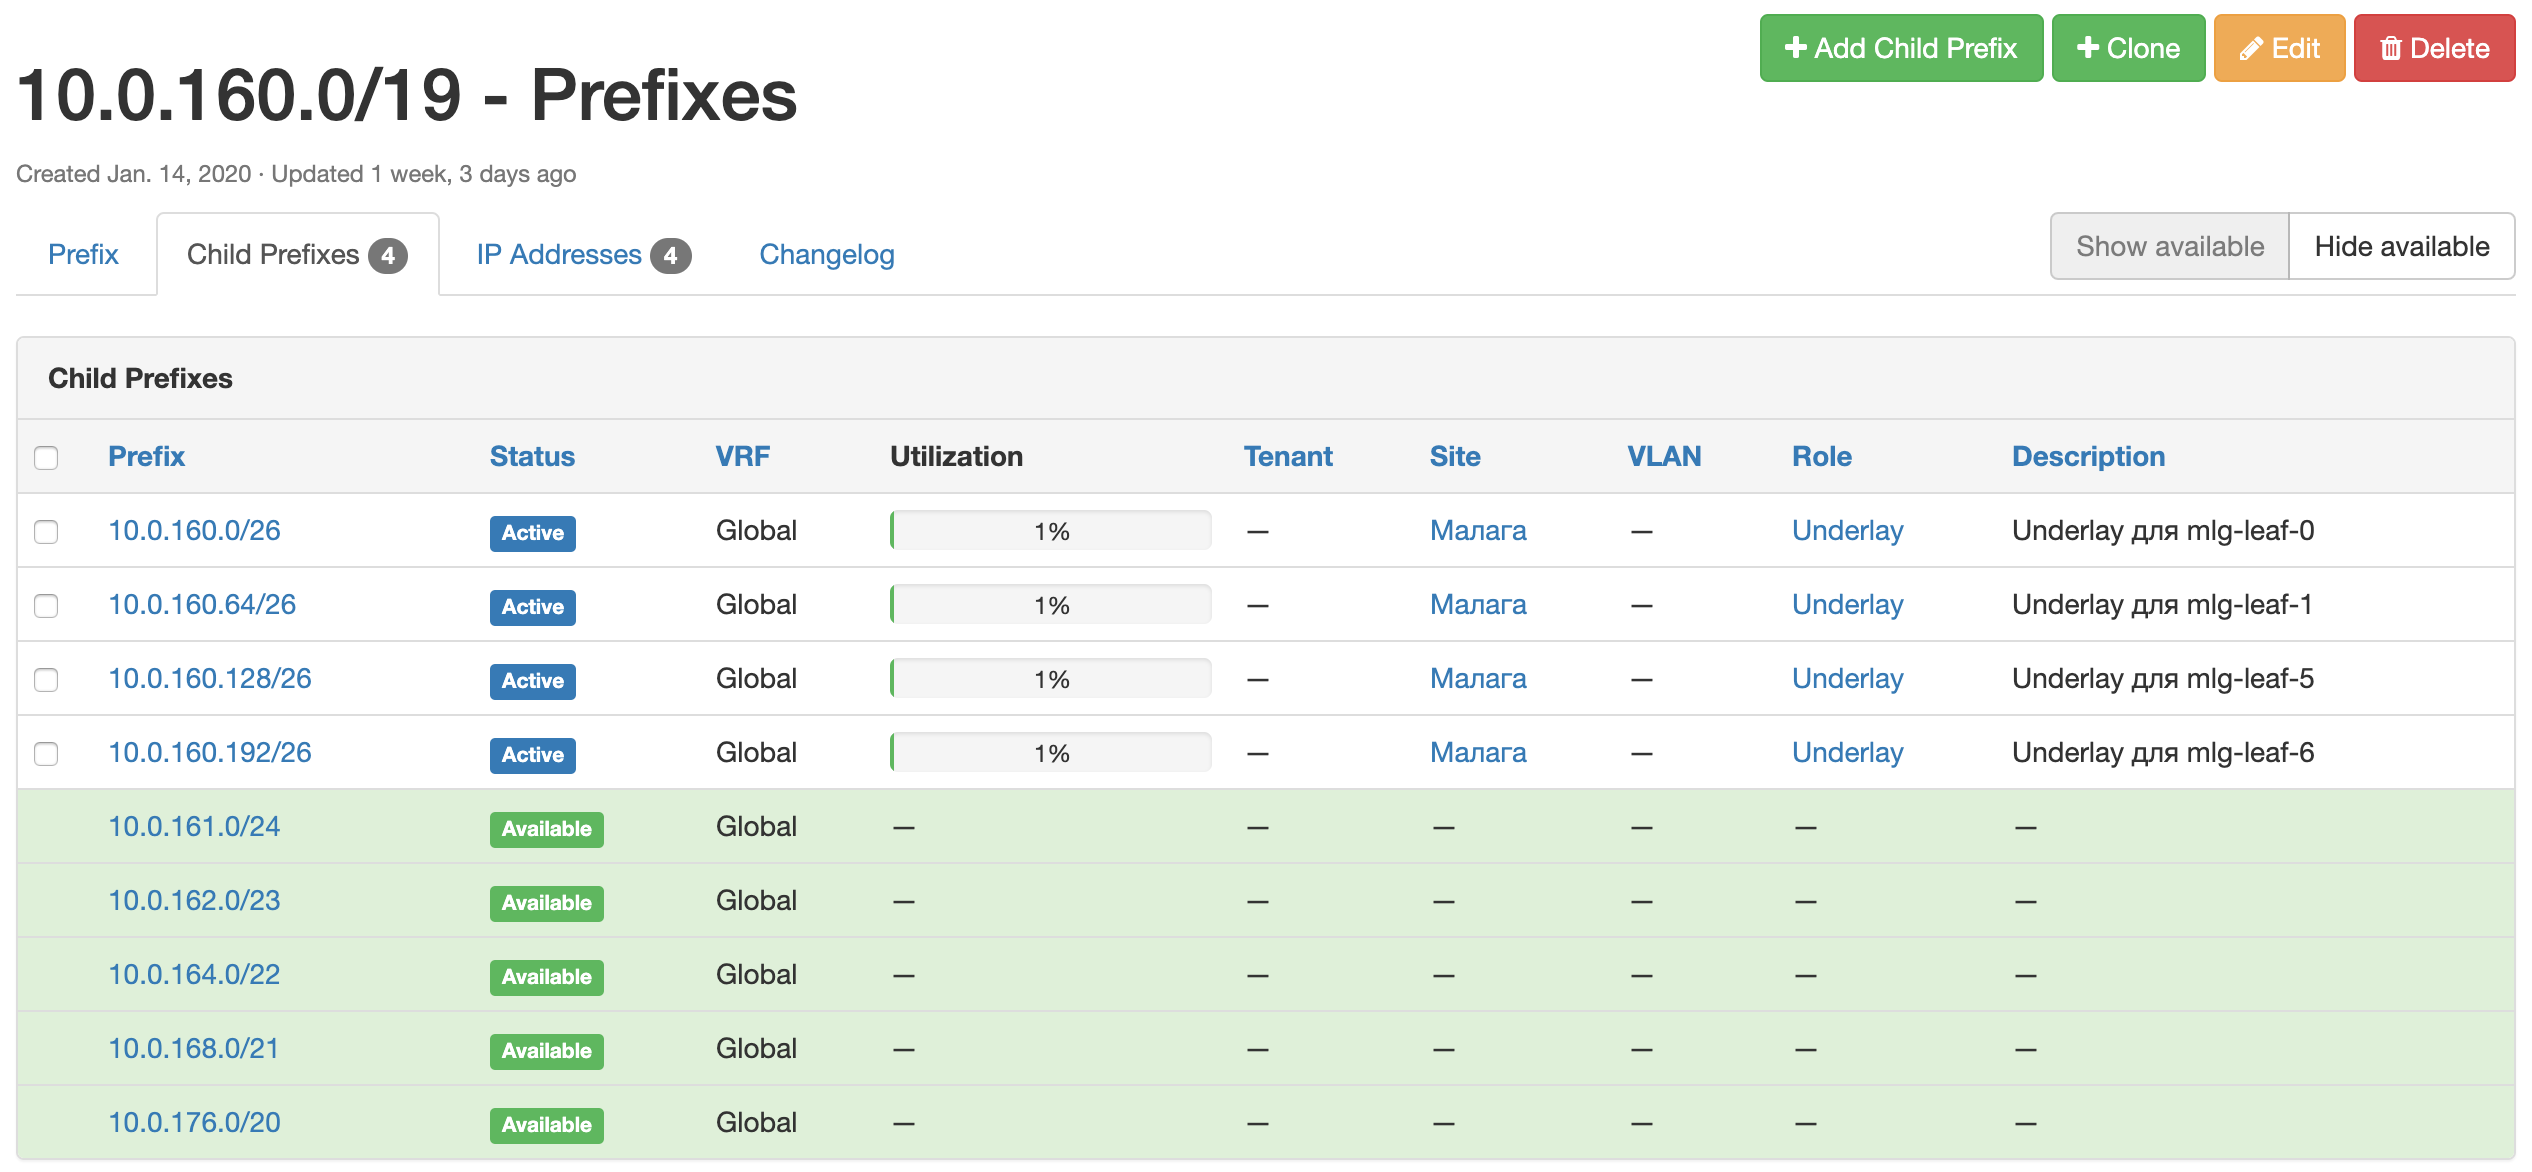 Add Child Prefix Clone Edit Delete
10.0.160.0/19 - Prefixes
Created Jan. 14, 2020 · Updated 1 week, 3 days ago
Prefix Child Prefixes 4 IP Addresses 4 Changelog Show available Hide available
Child Prefixes
Prefix Status VRF Utilization Tenant Site VLAN Role Description
10.0.160.0/26 Active Global 1% — Малага — Underlay Underlay для mlg-leaf-0
10.0.160.64/26 Active Global 1% — Малага — Underlay Underlay для mlg-leaf-1
10.0.160.128/26 Active Global 1% — Малага — Underlay Underlay для mlg-leaf-5
10.0.160.192/26 Active Global 1% — Малага — Underlay Underlay для mlg-leaf-6
10.0.161.0/24 Available Global — — — — — —
10.0.162.0/23 Available Global — — — — — —
10.0.164.0/22 Available Global — — — — — —
10.0.168.0/21 Available Global — — — — — —
10.0.176.0/20 Available Global — — — — — —